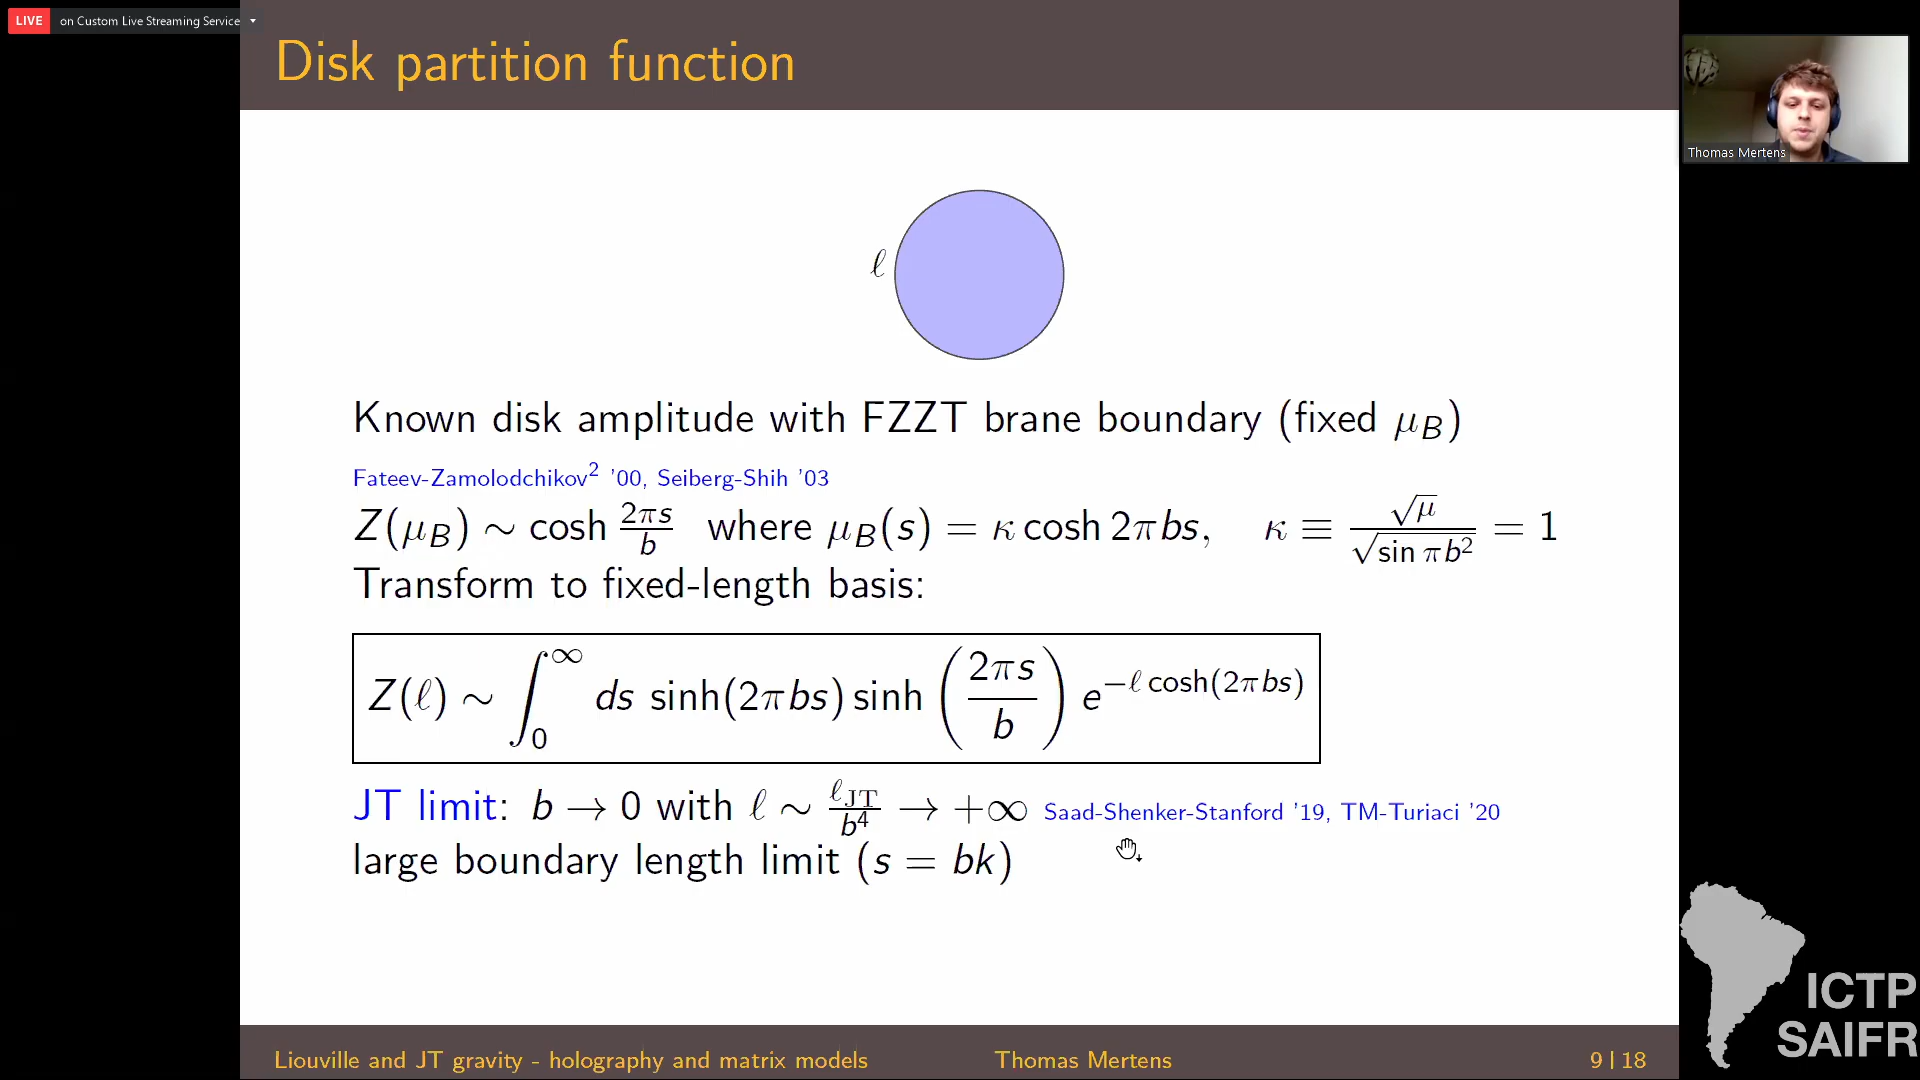 LIVE on Custom Live Streaming Service
Disk partition function
Thomas Mertens
ℓ
Known disk amplitude with FZZT brane boundary (fixed μ_B)
Fateev-Zamolodchikov² '00, Seiberg-Shih '03
Z(μ_B) ∼ cosh 2πs/b where μ_B(s) = κ cosh 2πbs, κ ≡ √μ/√(sin πb²) = 1
Transform to fixed-length basis:
Z(ℓ) ∼ ∫₀^∞ ds sinh(2πbs) sinh (2πs/b) e^{−ℓ cosh(2πbs)}
JT limit: b → 0 with ℓ ∼ ℓ_JT/b⁴ → +∞ Saad-Shenker-Stanford '19, TM-Turiaci '20
large boundary length limit (s = bk)
ICTP
SAIFR
Liouville and JT gravity - holography and matrix models Thomas Mertens 9 | 18